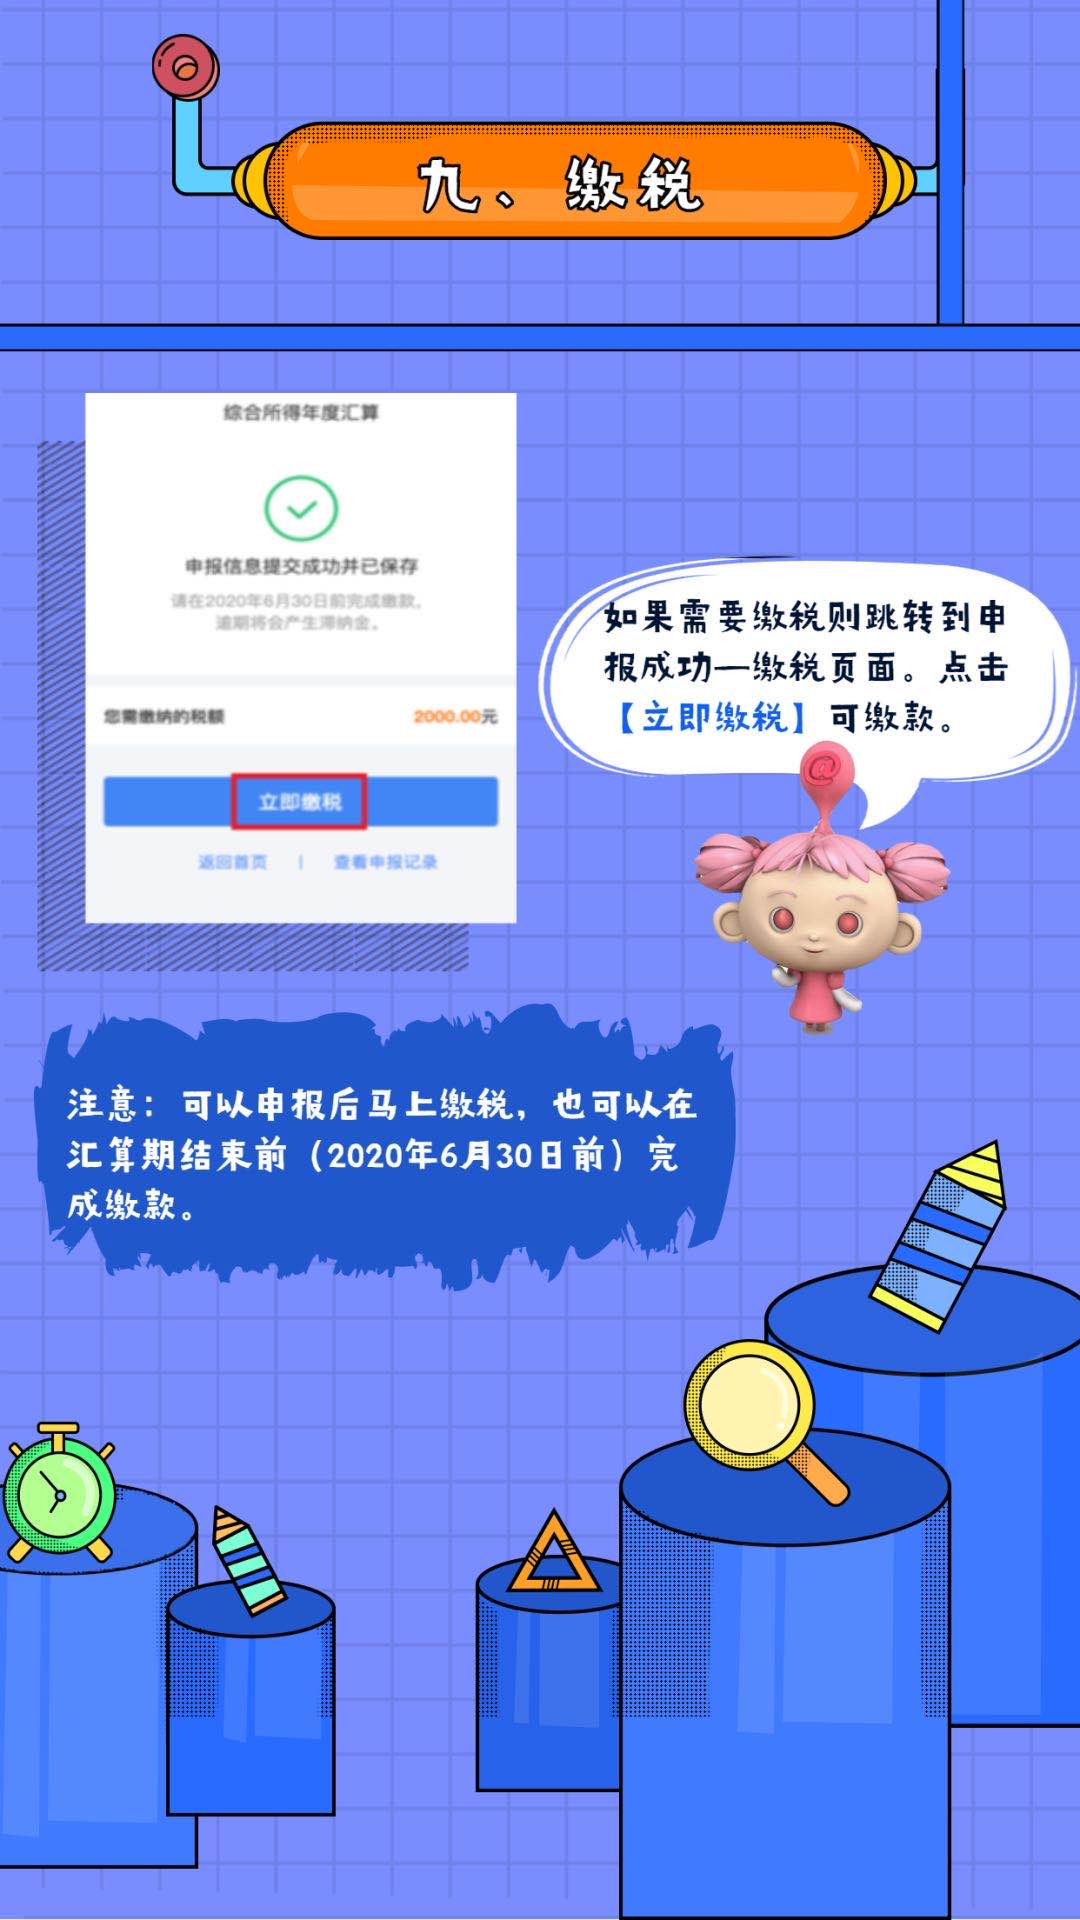 九、缴税
综合所得年度汇算
申报信息提交成功并已保存
请在2020年6月30日前完成缴款，
逾期将会产生滞纳金。
您需缴纳的税额 2000.00元
立即缴税
返回首页 | 查看申报记录
如果需要缴税则跳转到申
报成功—缴税页面。点击
【立即缴税】可缴款。
@
注意：可以申报后马上缴税，也可以在
汇算期结束前（2020年6月30日前）完
成缴款。